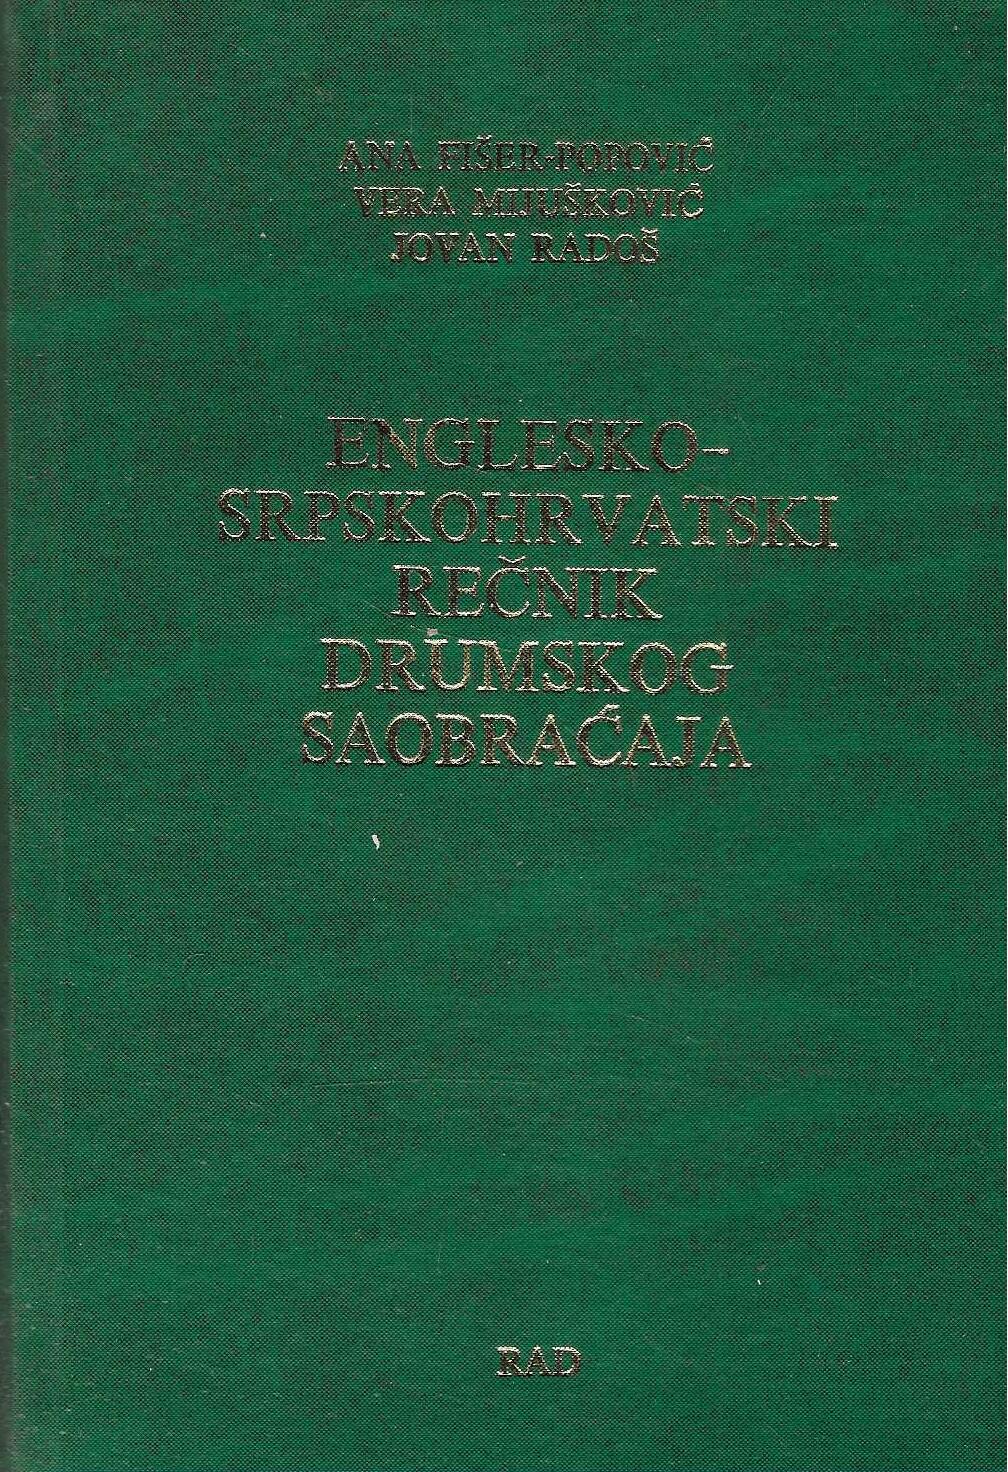 ANA FIŠER-POPOVIĆ
VERA MIJUŠKOVIĆ
JOVAN RADOŠ
ENGLESKO-
SRPSKOHRVATSKI
REČNIK
DRUMSKOG
SAOBRAĆAJA
RAD